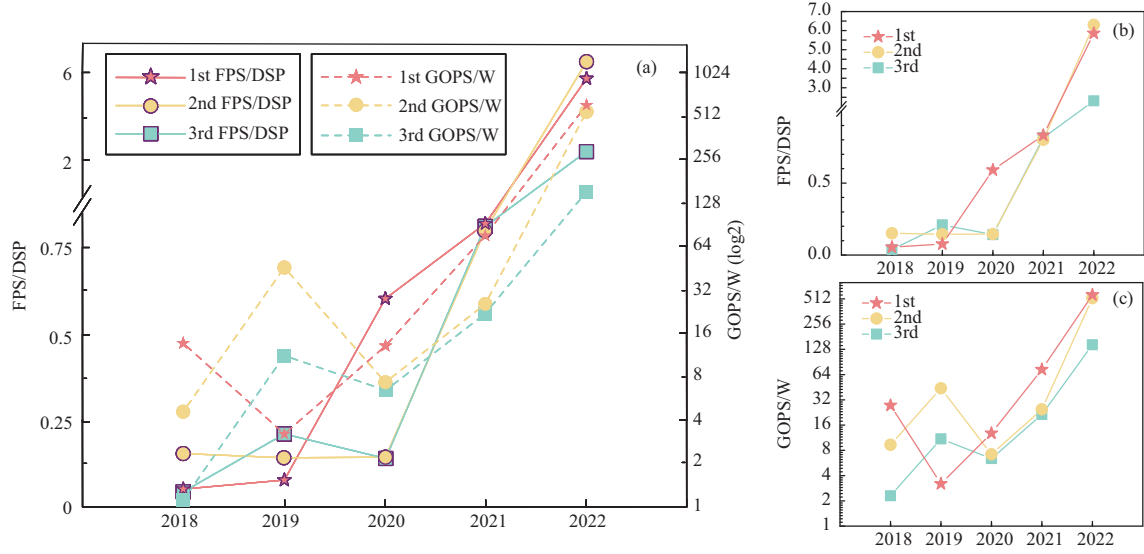 (a)
1st FPS/DSP
2nd FPS/DSP
3rd FPS/DSP
1st GOPS/W
2nd GOPS/W
3rd GOPS/W
FPS/DSP
6
2
0.75
0.5
0.25
0
GOPS/W (log2)
1024
512
256
128
64
32
16
8
4
2
1
2018 2019 2020 2021 2022
(b)
1st
2nd
3rd
FPS/DSP
7.0
6.0
5.0
4.0
3.0
0.5
0.0
2018 2019 2020 2021 2022
(c)
1st
2nd
3rd
GOPS/W
512
256
128
64
32
16
8
4
2
1
2018 2019 2020 2021 2022